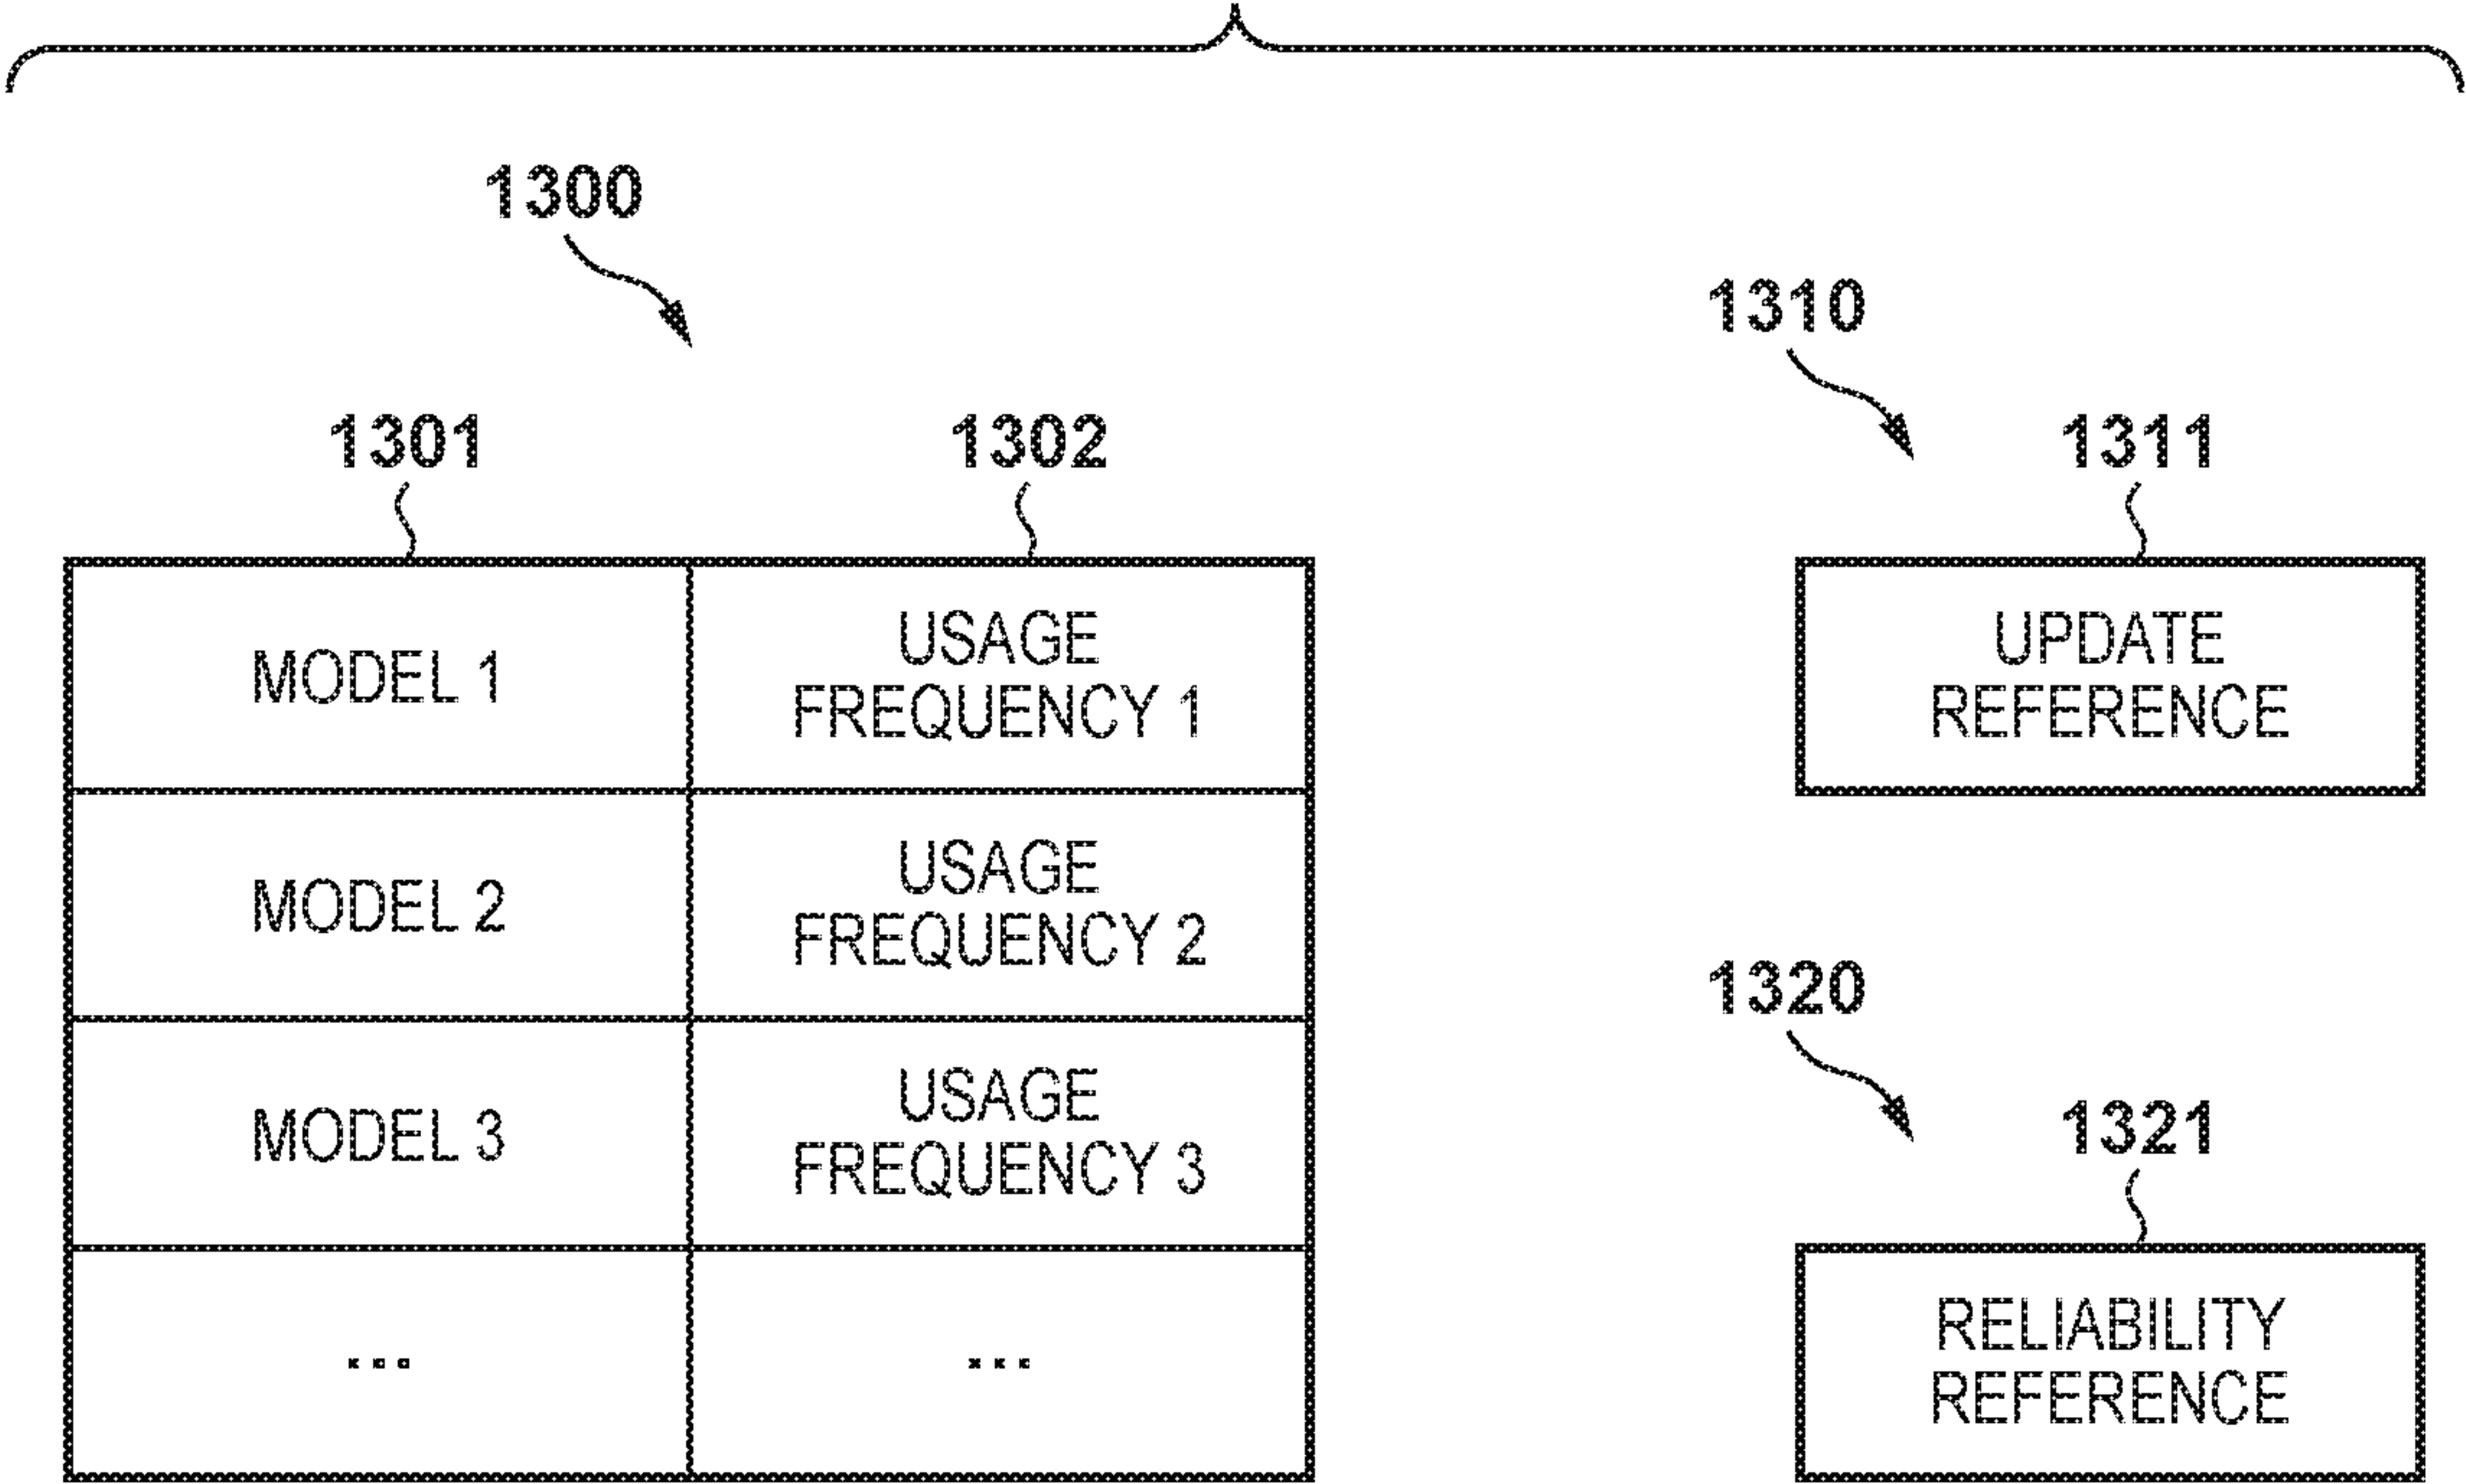 1300
1310
1301
1302
1311
MODEL 1
USAGE
FREQUENCY 1
UPDATE
REFERENCE
MODEL 2
USAGE
FREQUENCY 2
1320
MODEL 3
USAGE
FREQUENCY 3
1321
...
...
RELIABILITY
REFERENCE